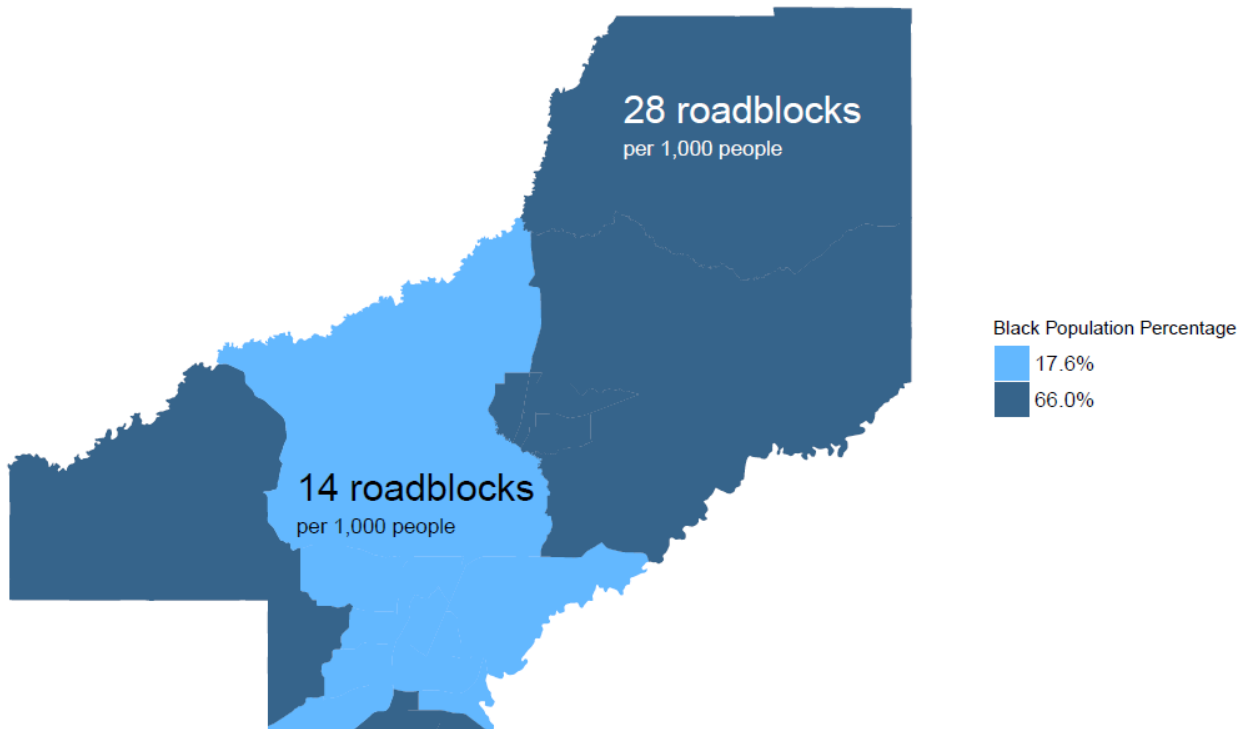 28 roadblocks
per 1,000 people
Black Population Percentage
17.6%
66.0%
14 roadblocks
per 1,000 people